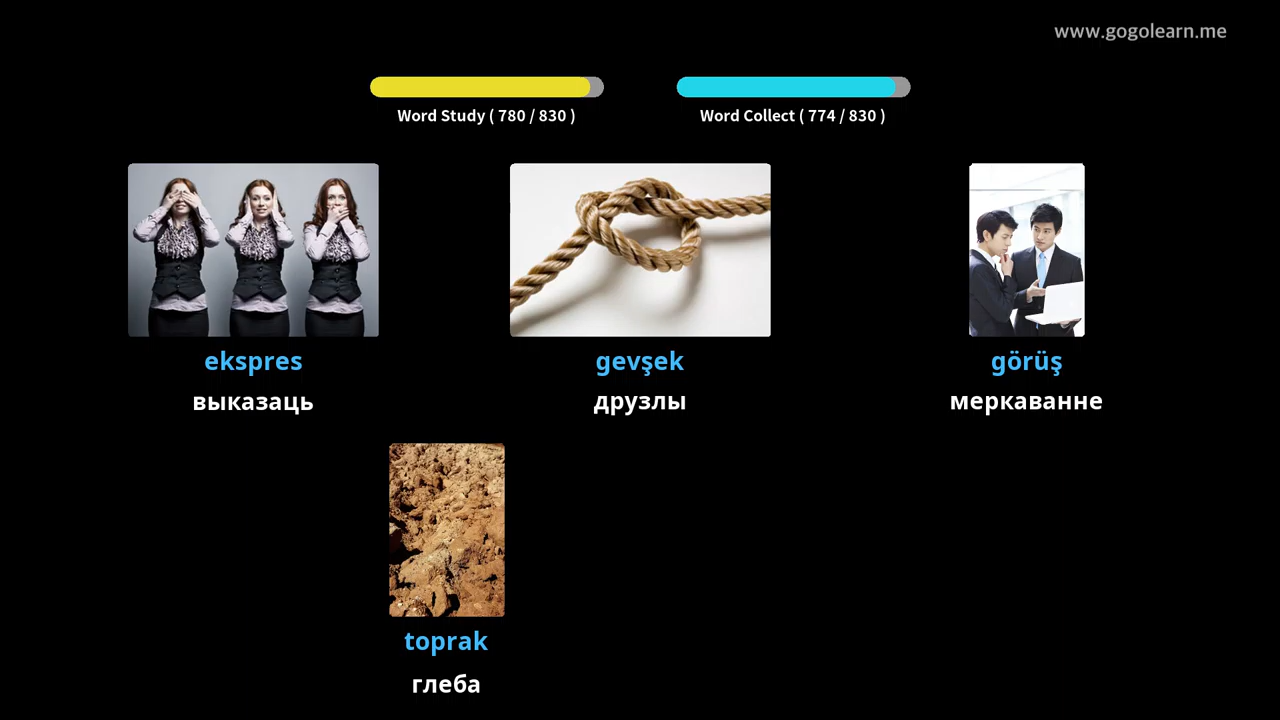 www.gogolearn.me
Word Study ( 780 / 830 )
Word Collect ( 774 / 830 )
ekspres
выказаць
gevşek
друзлы
görüş
меркаванне
toprak
глеба